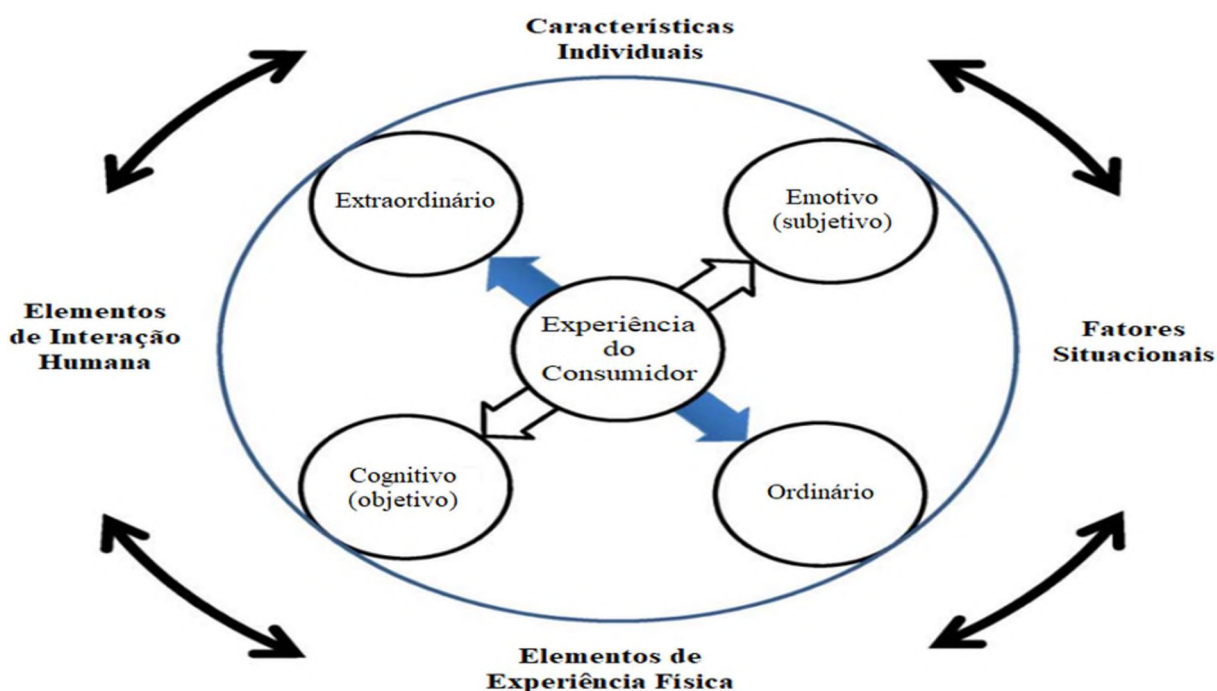 Características
Individuais
Extraordinário
Emotivo
(subjetivo)
Elementos
de Interação
Humana
Experiência
do
Consumidor
Fatores
Situacionais
Cognitivo
(objetivo)
Ordinário
Elementos de
Experiência Física